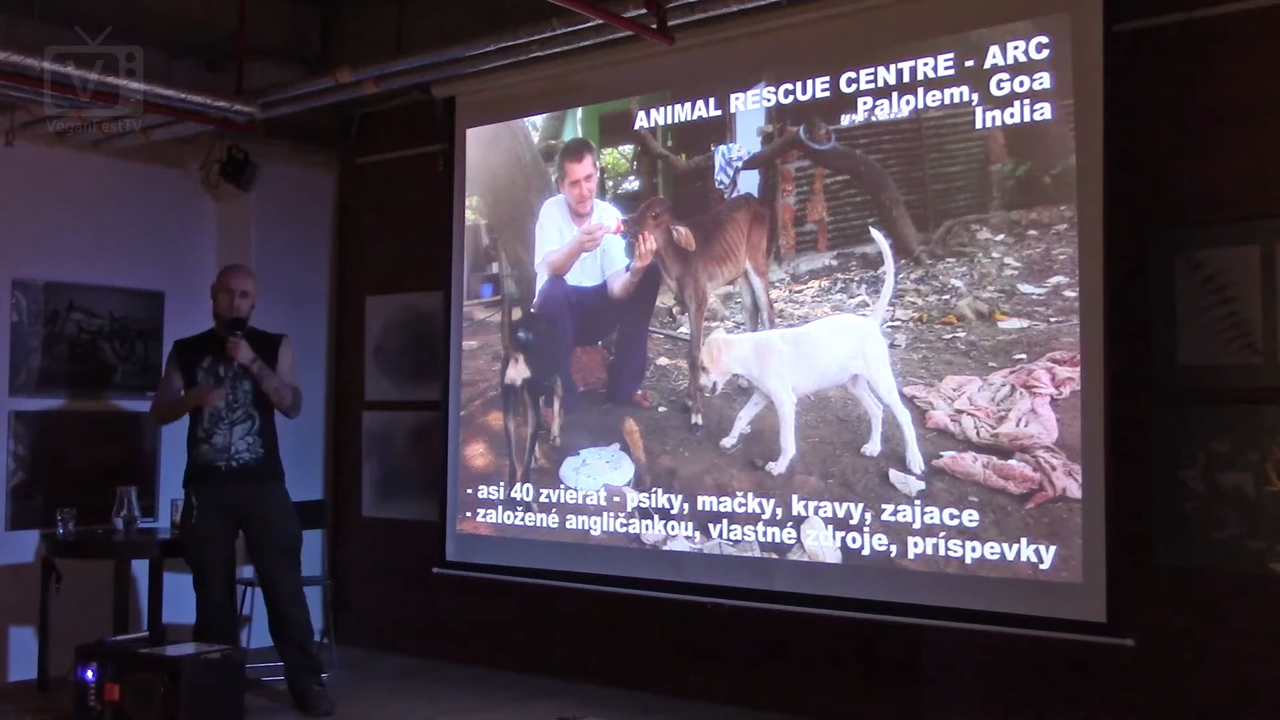 VeganFestTV
ANIMAL RESCUE CENTRE - ARC
Palolem, Goa
India
- asi 40 zvierat - psíky, mačky, kravy, zajace
- založené angličankou, vlastné zdroje, príspevky